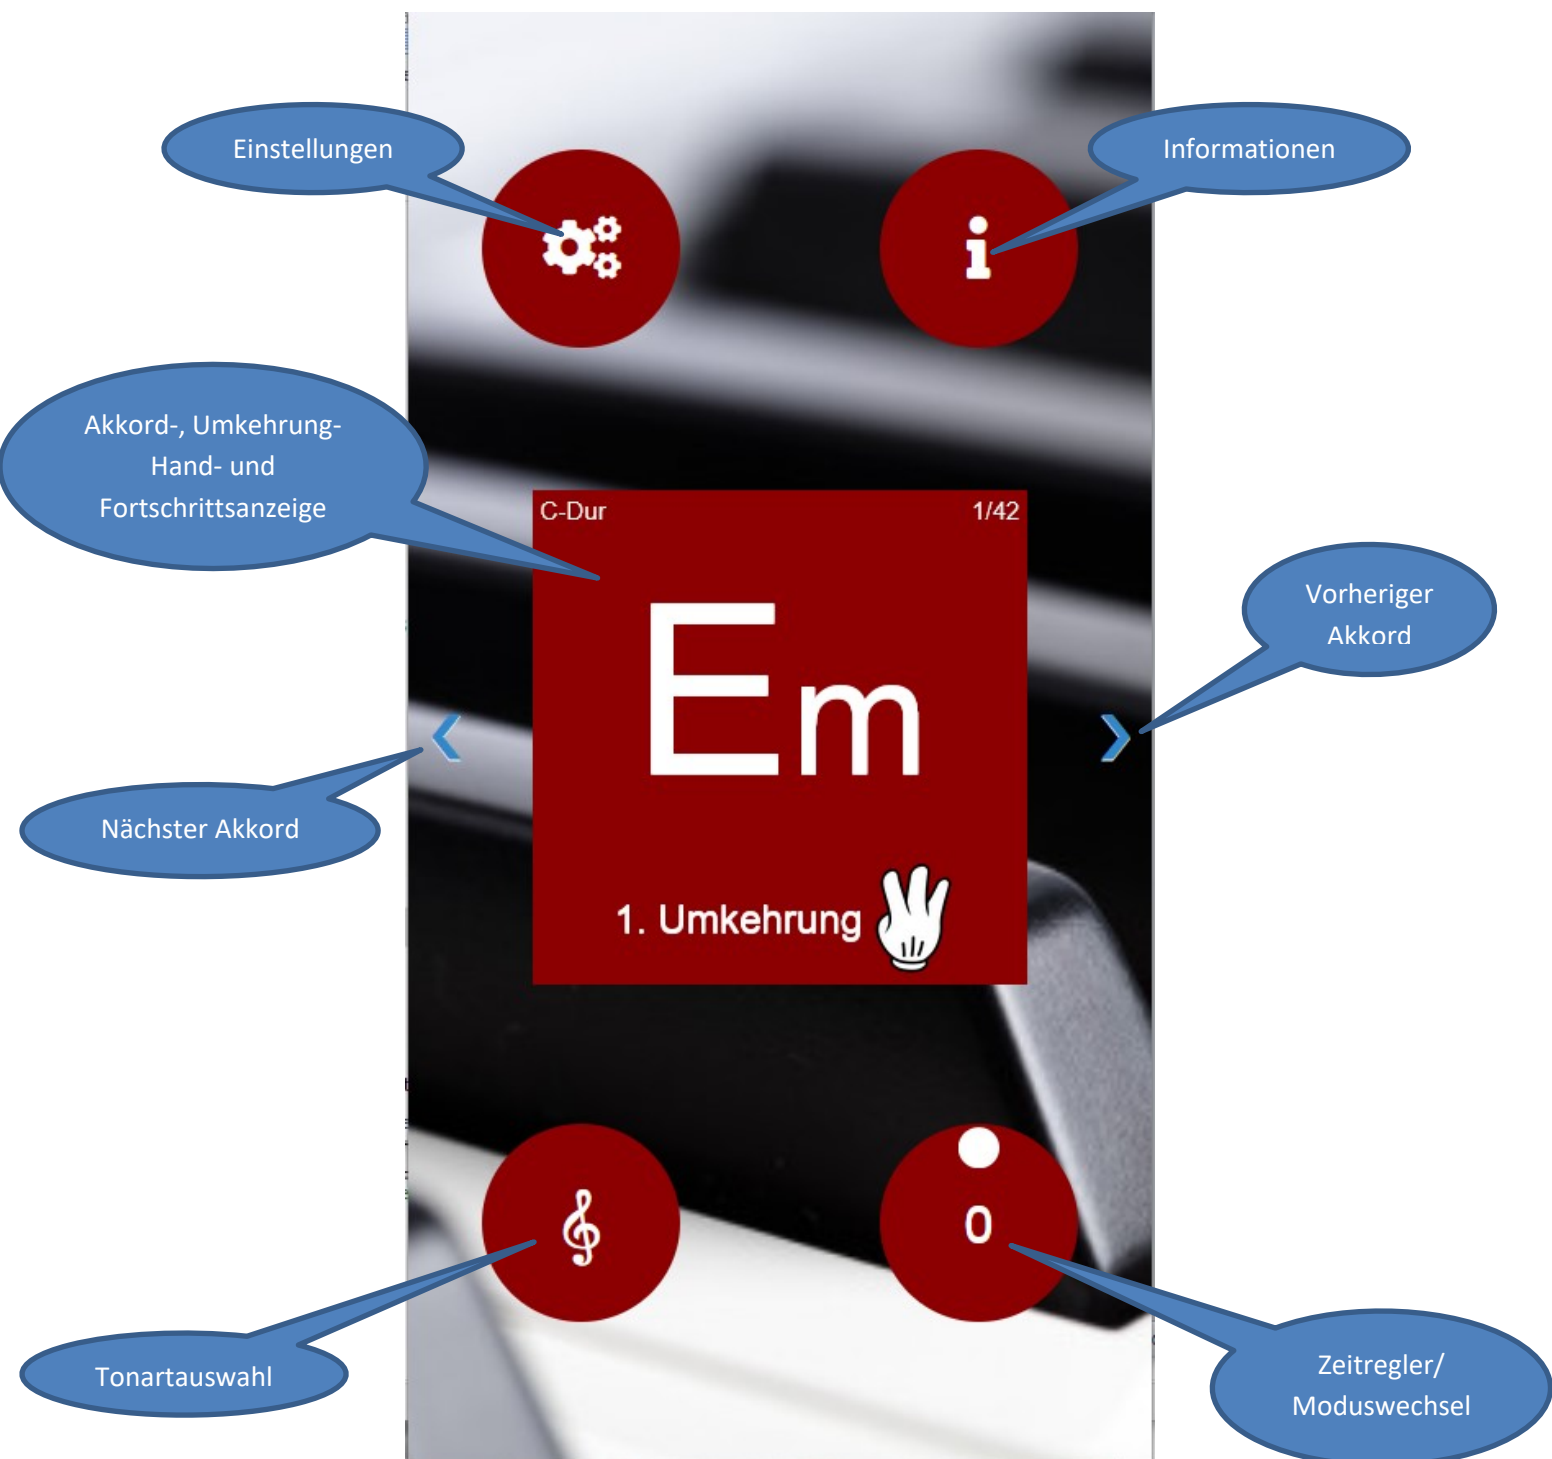 Einstellungen
Informationen
Akkord-, Umkehrung-
Hand- und
Fortschrittsanzeige
C-Dur
1/42
Em
Vorheriger
Akkord
Nächster Akkord
1. Umkehrung
0
Tonartauswahl
Zeitregler/
Moduswechsel